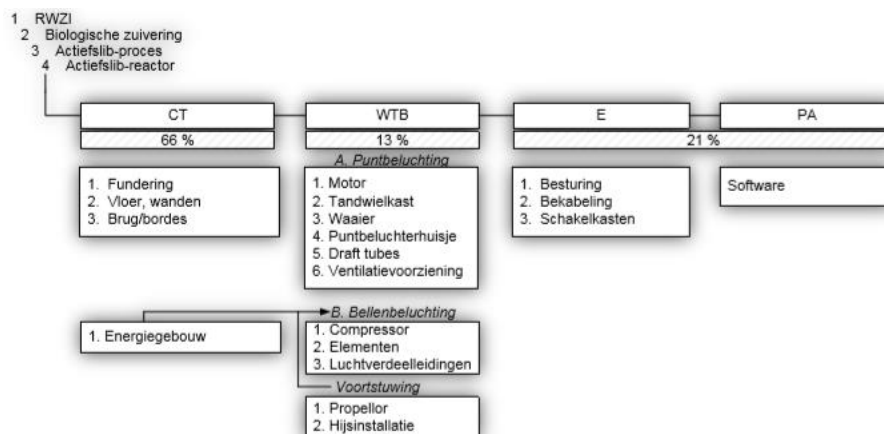 1 RWZI
2 Biologische zuivering
3 Actiefslib-proces
4 Actiefslib-reactor
CT
WTB
E
PA
66 %
13 %
21 %
1. Fundering
2. Vloer, wanden
3. Brug/bordes
A. Puntbeluchting
1. Motor
2. Tandwielkast
3. Waaier
4. Puntbeluchterhuisje
5. Draft tubes
6. Ventilatievoorziening
1. Besturing
2. Bekabeling
3. Schakelkasten
Software
1. Energiegebouw
B. Bellenbeluchting
1. Compressor
2. Elementen
3. Luchtverdeelleidingen
Voortstuwing
1. Propellor
2. Hijsinstallatie